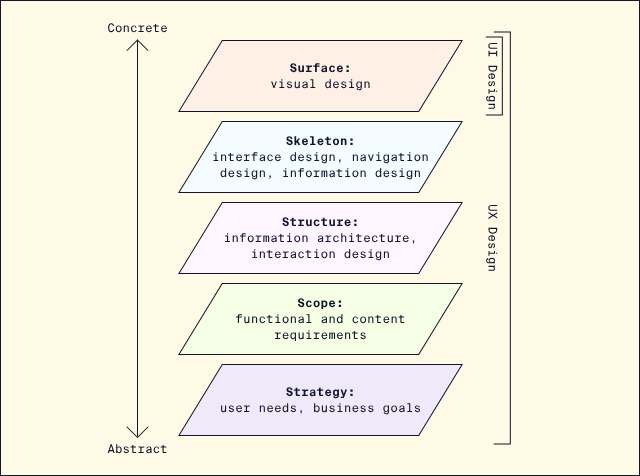 Concrete
Surface:
visual design
UI Design
Skeleton:
interface design, navigation
design, information design
Structure:
information architecture,
interaction design
UX Design
Scope:
functional and content
requirements
Strategy:
user needs, business goals
Abstract